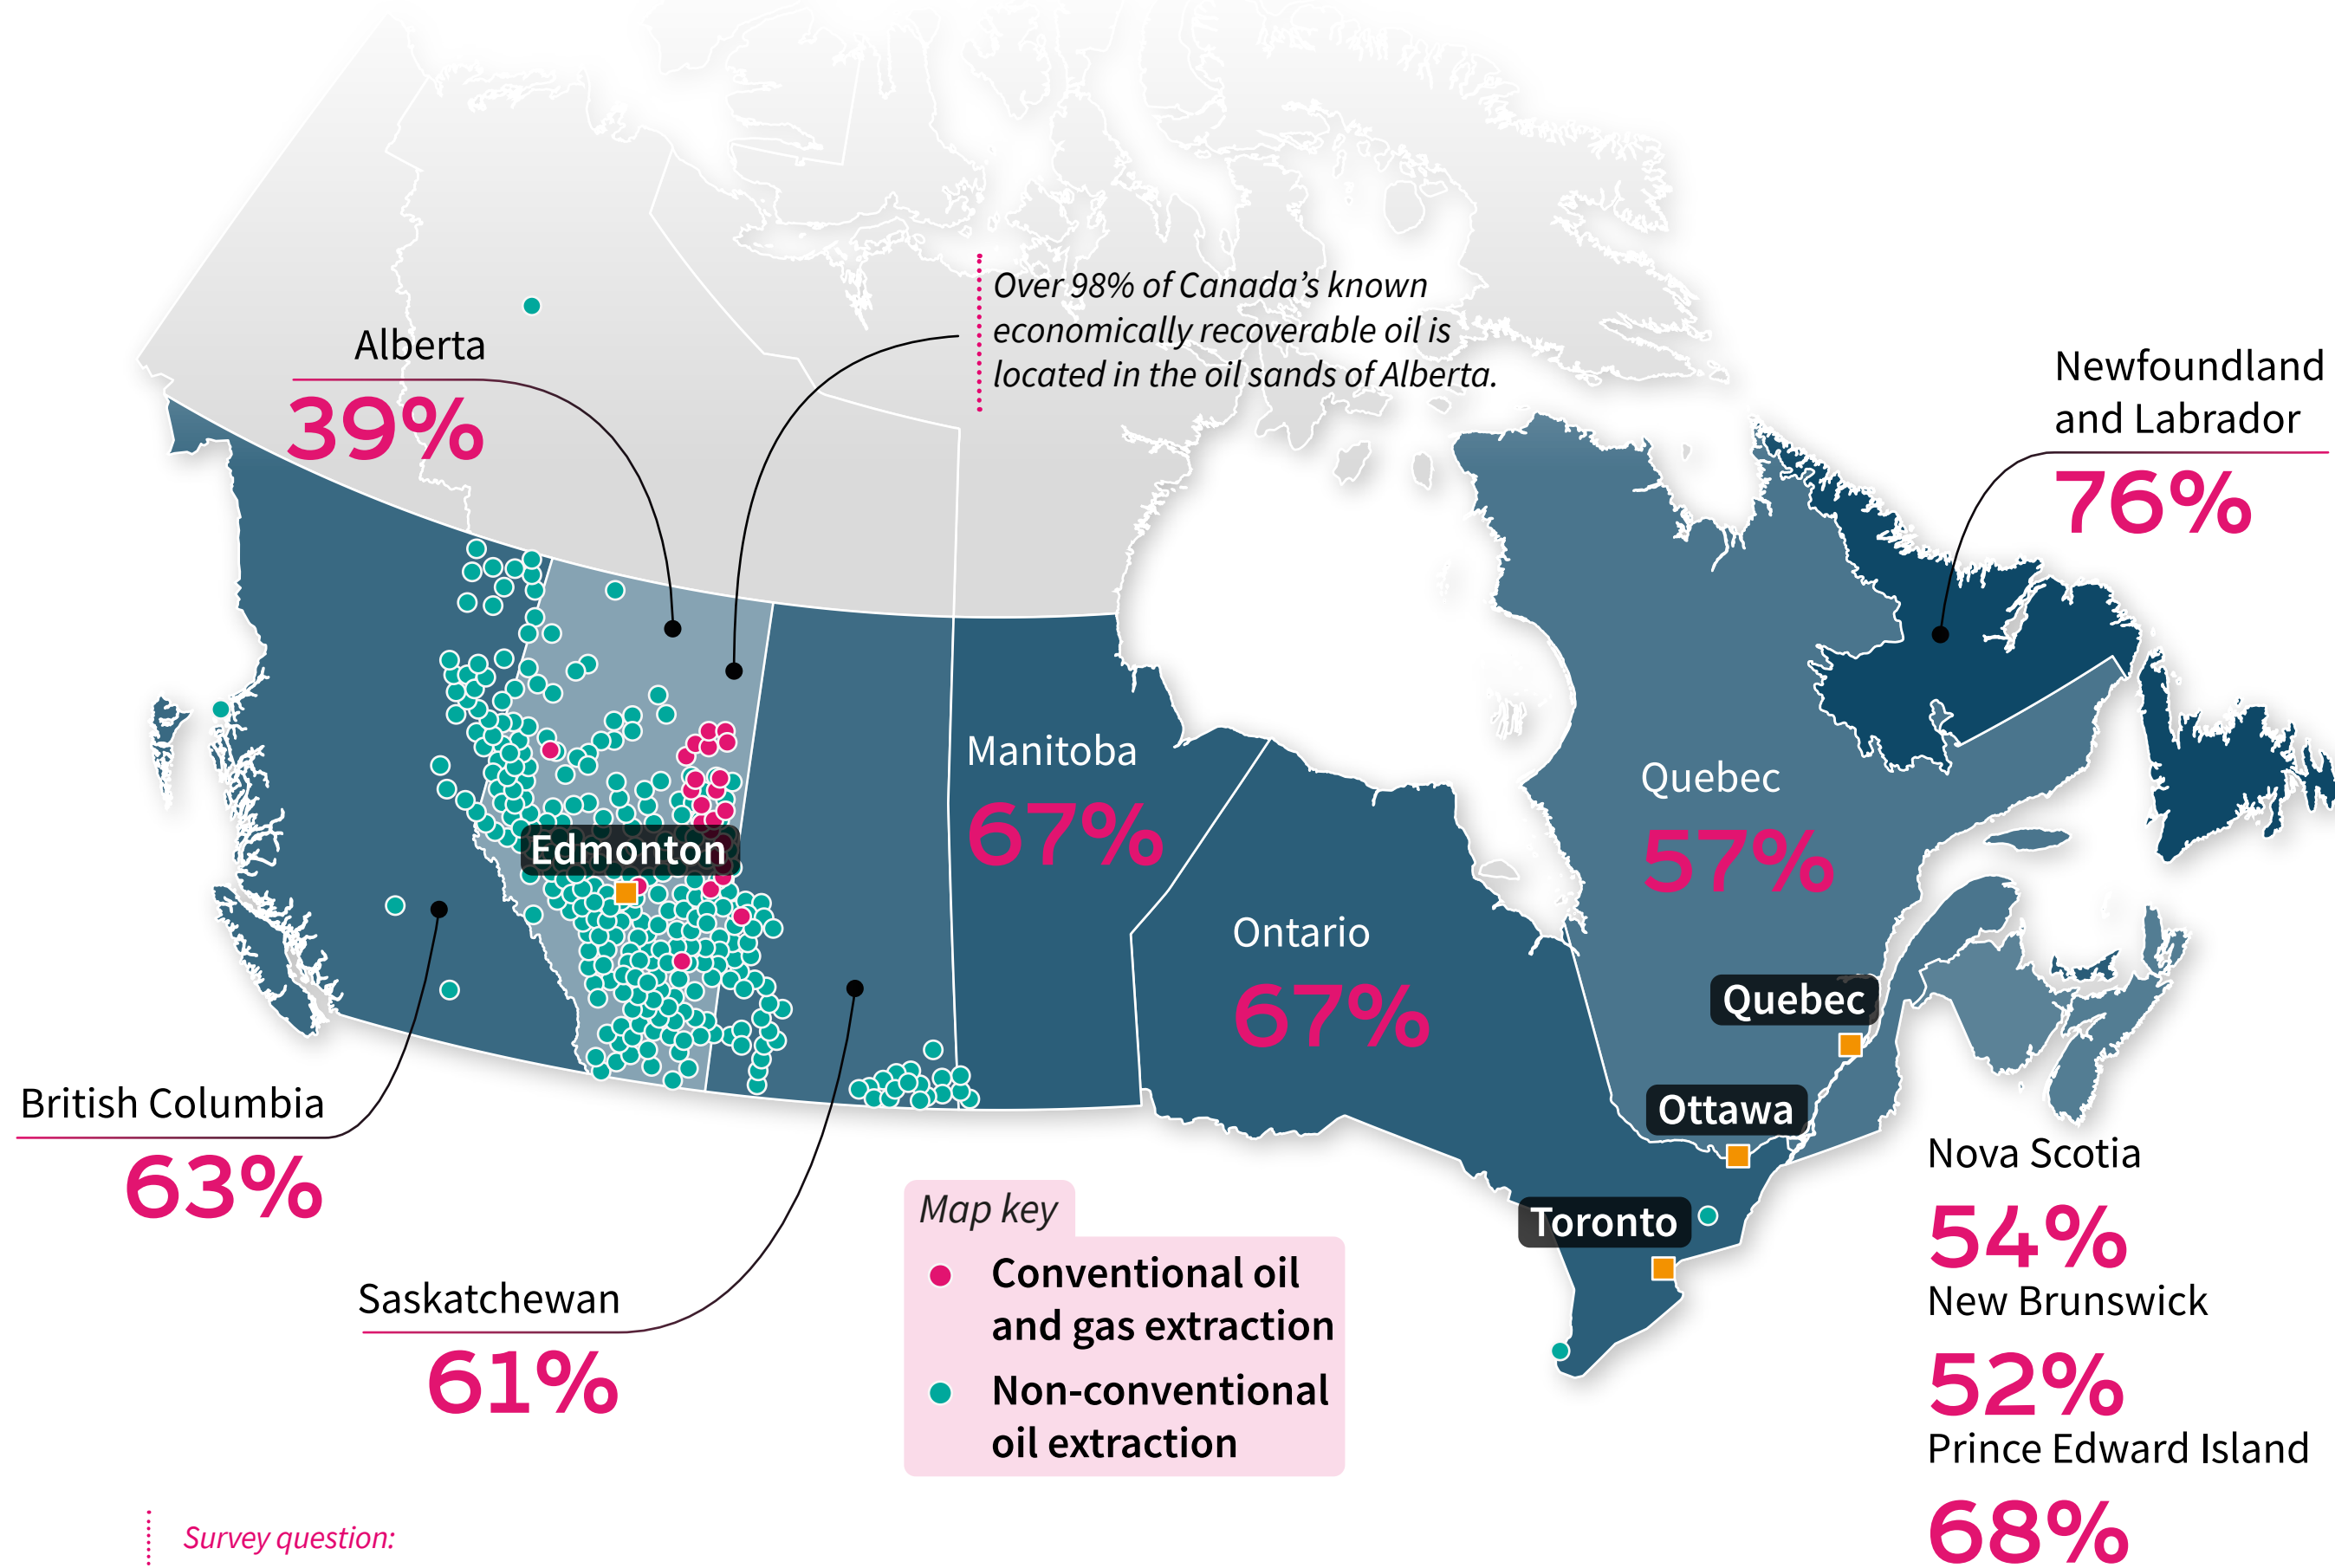 Over 98% of Canada’s known
economically recoverable oil is
located in the oil sands of Alberta.
Alberta
39%
Newfoundland
and Labrador
76%
Manitoba
67%
Quebec
57%
Edmonton
Ontario
67%
Quebec
Ottawa
Toronto
British Columbia
63%
Saskatchewan
61%
Nova Scotia
54%
New Brunswick
52%
Prince Edward Island
68%
Map key
Conventional oil
and gas extraction
Non-conventional
oil extraction
Survey question: